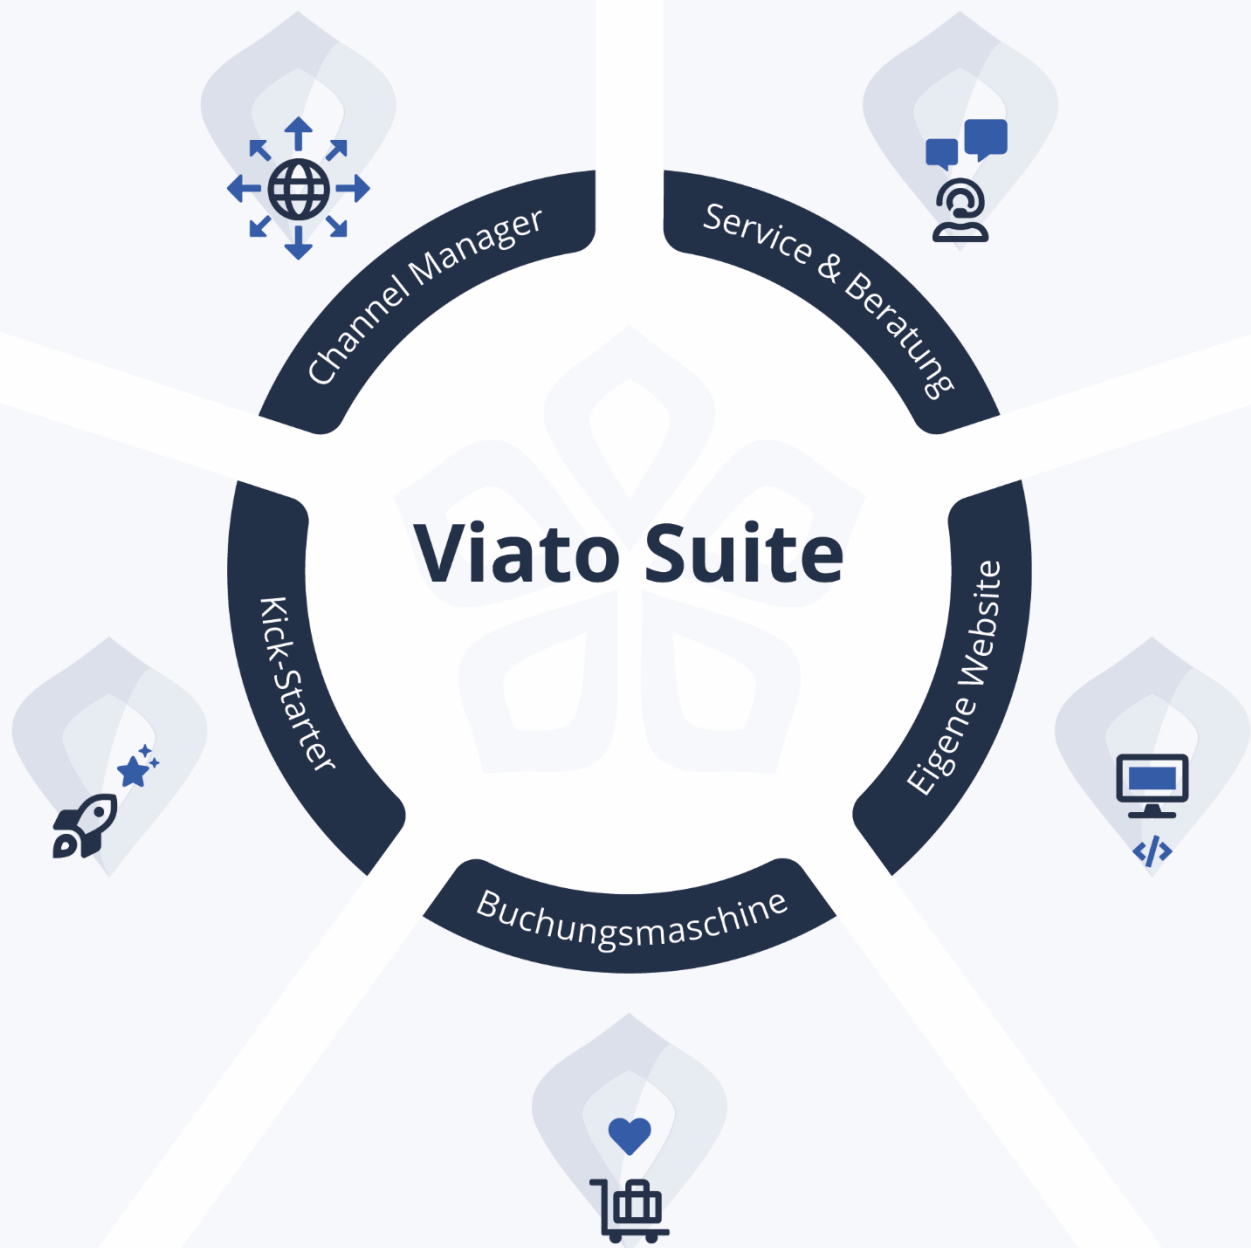 Channel Manager
Service & Beratung
Viato Suite
Kick-Starter
Eigene Website
Buchungsmaschine